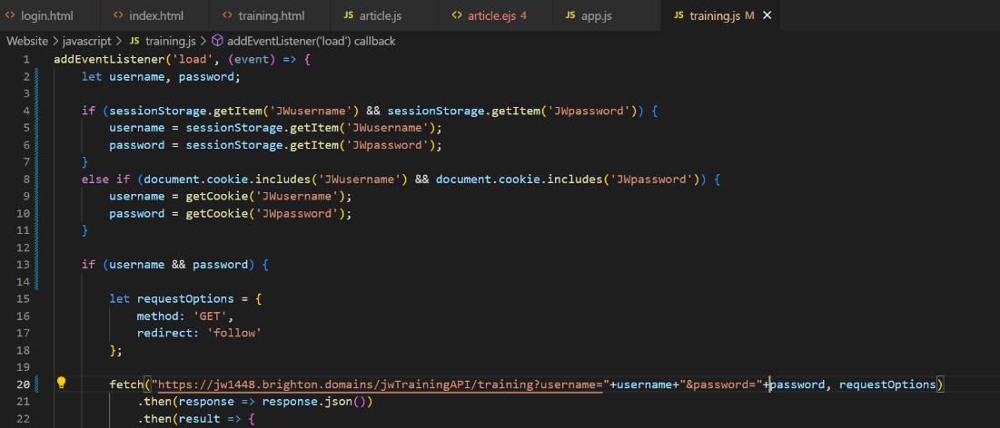 login.html index.html training.html article.js article.ejs 4 app.js training.js M
Website > javascript > JS training.js > addEventListener('load') callback
1 addEventListener('load', (event) => {
2 let username, password;
3
4 if (sessionStorage.getItem('JWusername') && sessionStorage.getItem('JWpassword')) {
5 username = sessionStorage.getItem('JWusername');
6 password = sessionStorage.getItem('JWpassword');
7 }
8 else if (document.cookie.includes('JWusername') && document.cookie.includes('JWpassword')) {
9 username = getCookie('JWusername');
10 password = getCookie('JWpassword');
11 }
12
13 if (username && password) {
14
15 let requestOptions = {
16 method: 'GET',
17 redirect: 'follow'
18 };
19
20 fetch("https://jw1448.brighton.domains/jwTrainingAPI/training?username="+username+"&password="+password, requestOptions)
21 .then(response => response.json())
22 .then(result => {